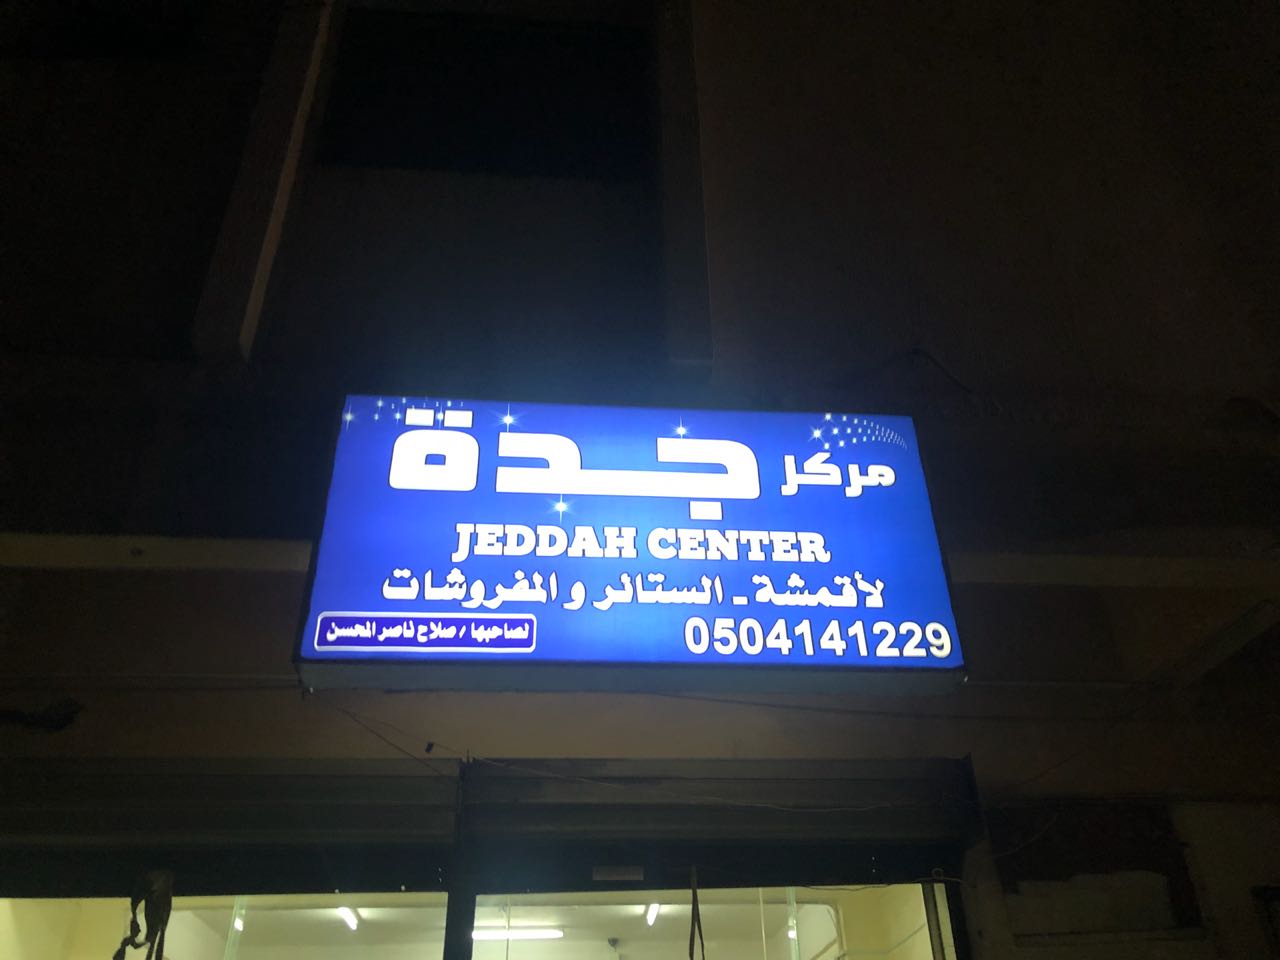 مركز جدة
JEDDAH CENTER
لأقمشة - الستائر و المفروشات
0504141229
لصاحبها / صلاح ناصر المحسن